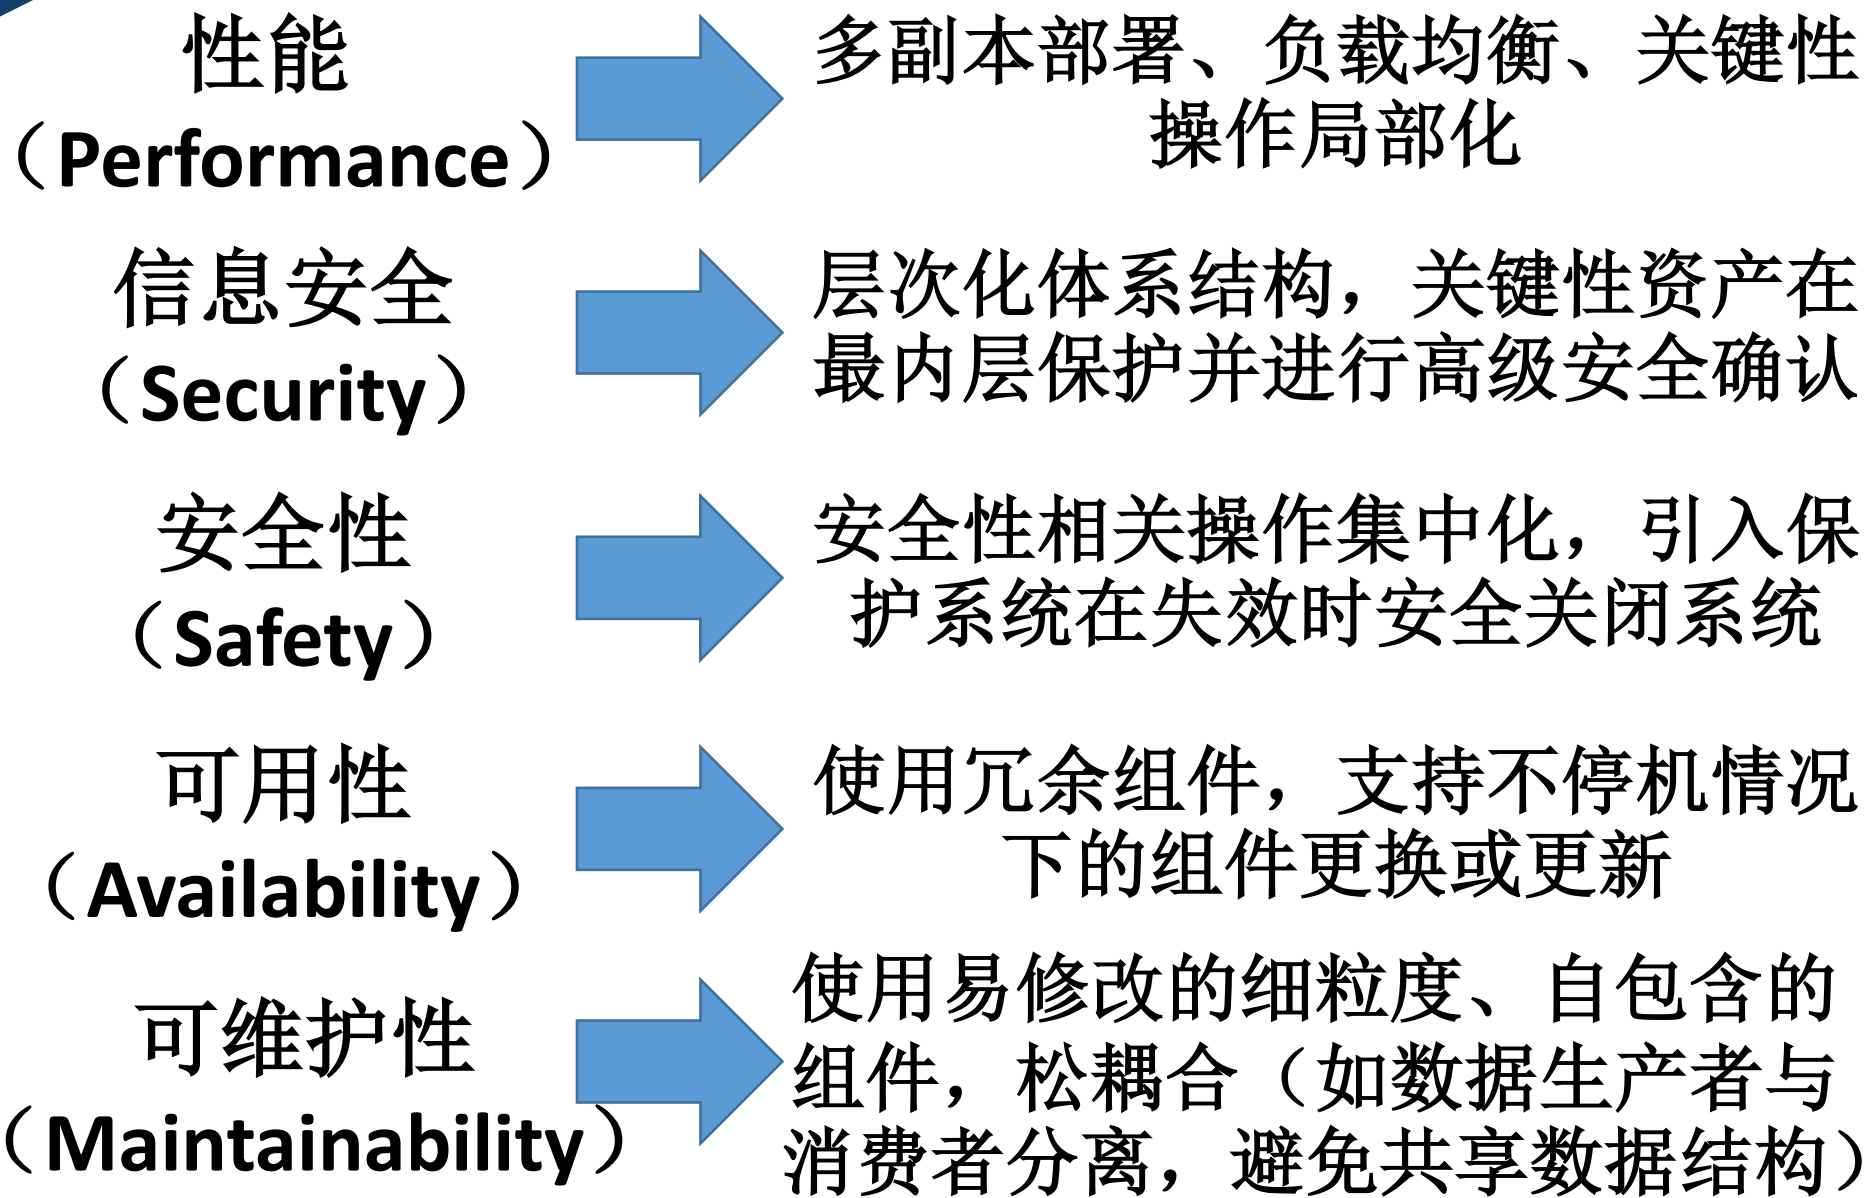 性能
（Performance）
多副本部署、负载均衡、关键性
操作局部化
信息安全
（Security）
层次化体系结构，关键性资产在
最内层保护并进行高级安全确认
安全性
（Safety）
安全性相关操作集中化，引入保
护系统在失效时安全关闭系统
可用性
（Availability）
使用冗余组件，支持不停机情况
下的组件更换或更新
可维护性
（Maintainability）
使用易修改的细粒度、自包含的
组件，松耦合（如数据生产者与
消费者分离，避免共享数据结构）